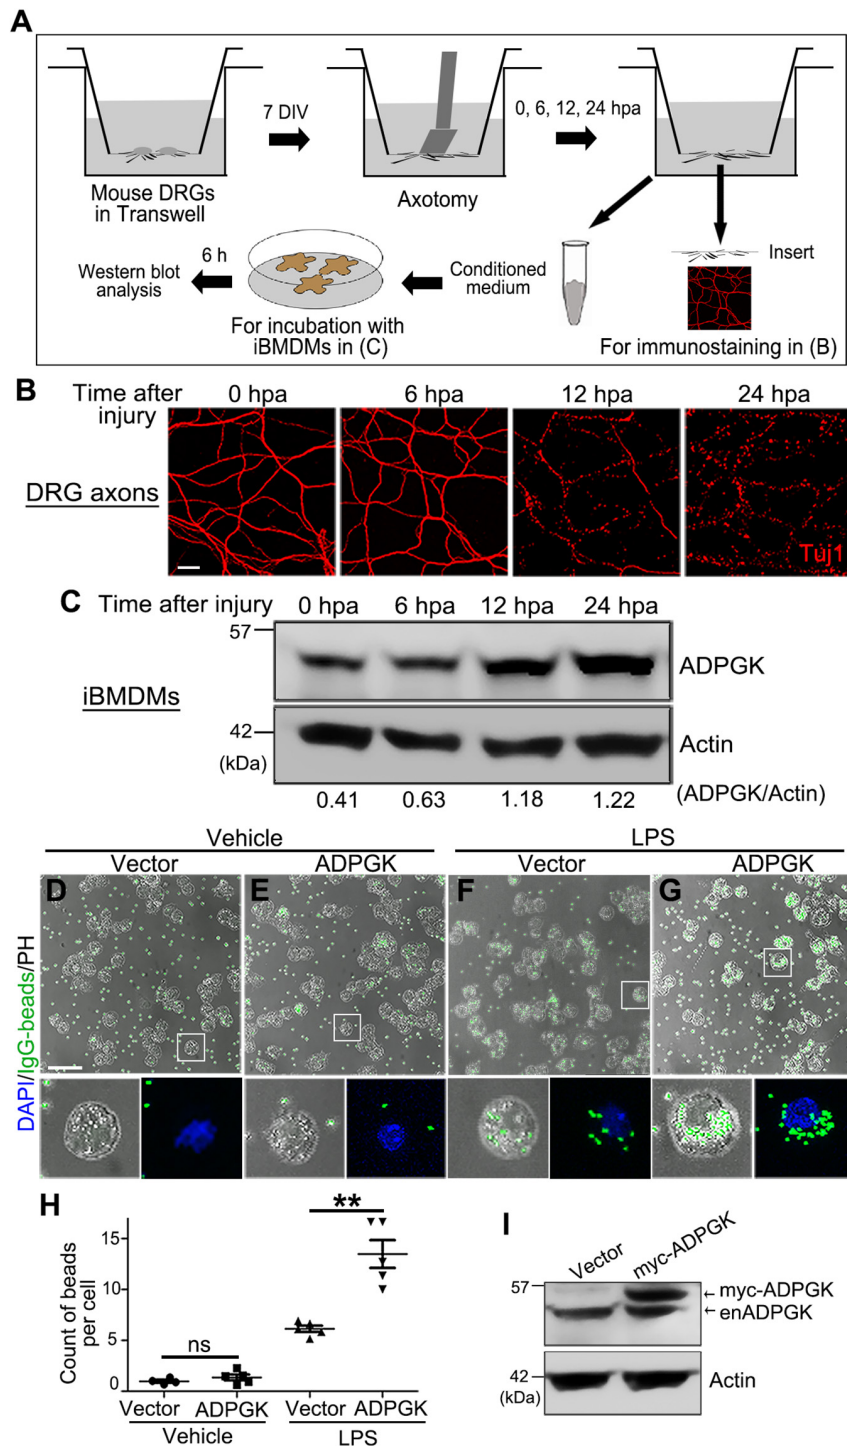 A
7 DIV
0, 6, 12, 24 hpa
Mouse DRGs
in Transwell
Axotomy
Insert
6 h
Western blot
analysis
Conditioned
medium
For incubation with
iBMDMs in (C)
For immunostaining in (B)
B
Time after
injury
0 hpa
6 hpa
12 hpa
24 hpa
DRG axons
Tuj1
C
Time after injury
0 hpa
6 hpa
12 hpa
24 hpa
57
ADPGK
iBMDMs
42
(kDa)
Actin
0.41
0.63
1.18
1.22
(ADPGK/Actin)
Vehicle
LPS
Vector
ADPGK
Vector
ADPGK
D
E
F
G
DAPI/IgG-beads/PH
H
Count of beads
per cell
15
10
5
0
ns
**
Vector
ADPGK
Vector
ADPGK
Vehicle
LPS
I
Vector
myc-ADPGK
57
myc-ADPGK
enADPGK
42
(kDa)
Actin